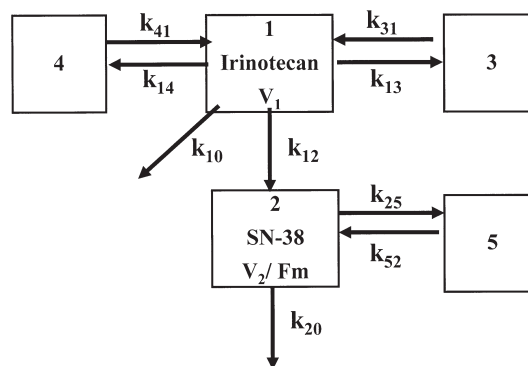 k41
k14
4
1
Irinotecan
V1
k31
k13
3
k10
k12
2
SN-38
V2/ Fm
k25
k52
5
k20